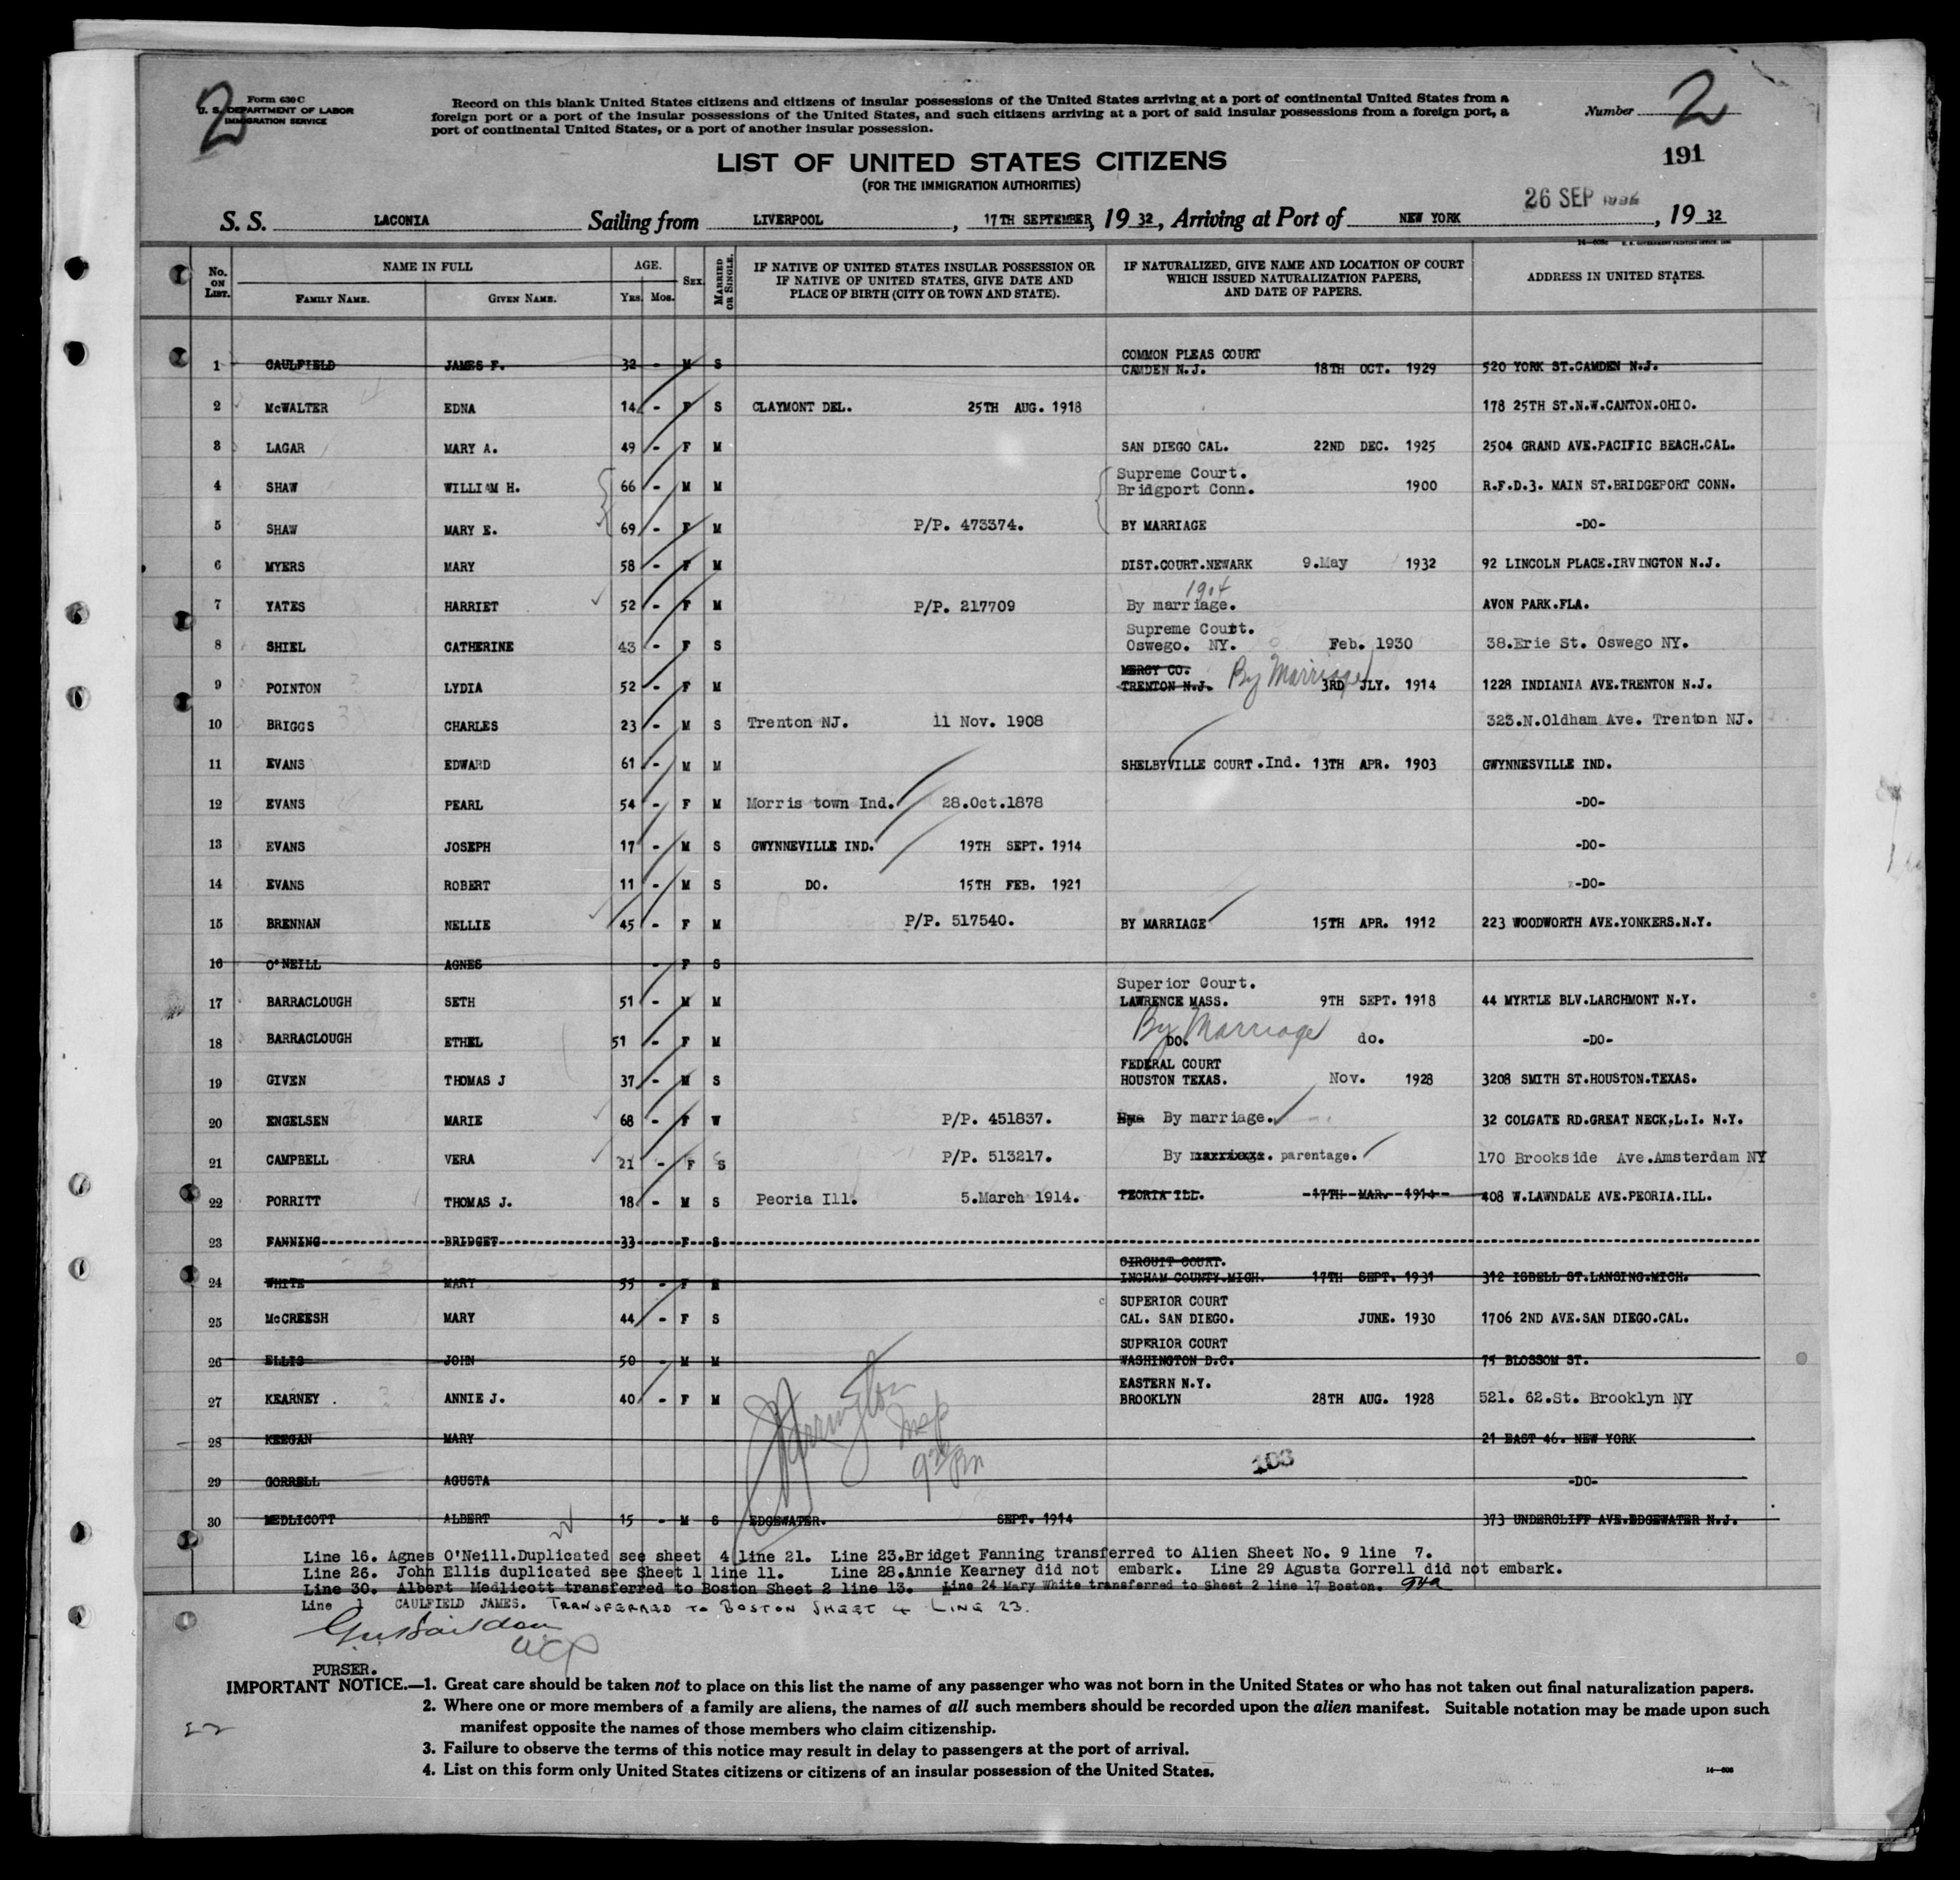 2
Form 630 C
U. S. DEPARTMENT OF LABOR
IMMIGRATION SERVICE
Record on this blank United States citizens and citizens of insular possessions of the United States arriving at a port of continental United States from a
foreign port or a port of the insular possessions of the United States, and such citizens arriving at a port of said insular possessions from a foreign port, a
port of continental United States, or a port of another insular possession.
Number 2
191
LIST OF UNITED STATES CITIZENS
(FOR THE IMMIGRATION AUTHORITIES)
26 SEP 1932
S. S. LACONIA Sailing from LIVERPOOL, 17TH SEPTEMBER, 1932, Arriving at Port of NEW YORK, 1932
No. ON LIST. NAME IN FULL FAMILY NAME. GIVEN NAME. AGE. YRS. MOS. SEX. MARRIED OR SINGLE. IF NATIVE OF UNITED STATES INSULAR POSSESSION OR IF NATIVE OF UNITED STATES, GIVE DATE AND PLACE OF BIRTH (CITY OR TOWN AND STATE). IF NATURALIZED, GIVE NAME AND LOCATION OF COURT WHICH ISSUED NATURALIZATION PAPERS, AND DATE OF PAPERS. ADDRESS IN UNITED STATES.
1 CAULFIELD JAMES F. 32 - M S COMMON PLEAS COURT CAMDEN N.J. 18TH OCT. 1929 520 YORK ST.CAMDEN N.J.
2 McWALTER EDNA 14 - F S CLAYMONT DEL. 25TH AUG. 1918 178 25TH ST.N.W.CANTON.OHIO.
3 LAGAR MARY A. 49 - F M SAN DIEGO CAL. 22ND DEC. 1925 2504 GRAND AVE.PACIFIC BEACH.CAL.
4 SHAW WILLIAM H. 66 - M M Supreme Court. Bridgport Conn. 1900 R.F.D.3. MAIN ST.BRIDGEPORT CONN.
5 SHAW MARY E. 69 - F M P/P. 473374. BY MARRIAGE -DO-
6 MYERS MARY 58 - F M DIST.COURT.NEWARK 9.May 1932 92 LINCOLN PLACE.IRVINGTON N.J.
7 YATES HARRIET 52 - F M P/P. 217709 1904 By marriage. AVON PARK.FLA.
8 SHIEL CATHERINE 43 - F S Supreme Court. Oswego. NY. Feb. 1930 38.Erie St. Oswego NY.
9 POINTON LYDIA 52 - F M MERCY CO. TRENTON N.J. By Marriage 3RD JLY. 1914 1228 INDIANIA AVE.TRENTON N.J.
10 BRIGGS CHARLES 23 - M S Trenton NJ. 11 Nov. 1908 323.N.Oldham Ave. Trenton NJ.
11 EVANS EDWARD 61 - M M SHELBYVILLE COURT.Ind. 13TH APR. 1903 GWYNNESVILLE IND.
12 EVANS PEARL 54 - F M Morris town Ind. 28.Oct.1878 -DO-
13 EVANS JOSEPH 17 - M S GWYNNEVILLE IND. 19TH SEPT. 1914 -DO-
14 EVANS ROBERT 11 - M S DO. 15TH FEB. 1921 -DO-
15 BRENNAN NELLIE 45 - F M P/P. 517540. BY MARRIAGE 15TH APR. 1912 223 WOODWORTH AVE.YONKERS.N.Y.
16 O'NEILL AGNES - F S
17 BARRACLOUGH SETH 51 - M M Superior Court. LAWRENCE MASS. 9TH SEPT. 1918 44 MYRTLE BLV.LARCHMONT N.Y.
18 BARRACLOUGH ETHEL 51 - F M By Marriage DO. do. -DO-
19 GIVEN THOMAS J 37 - M S FEDERAL COURT HOUSTON TEXAS. Nov. 1928 3208 SMITH ST.HOUSTON.TEXAS.
20 ENGELSEN MARIE 68 - F W P/P. 451837. By marriage. 32 COLGATE RD.GREAT NECK,L.I. N.Y.
21 CAMPBELL VERA 21 - F S P/P. 513217. By marriage. parentage. 170 Brookside Ave.Amsterdam NY
22 PORRITT THOMAS J. 18 - M S Peoria Ill. 5.March 1914. PEORIA ILL. -17TH MAR. 1914- 408 W.LAWNDALE AVE.PEORIA.ILL.
23 FANNING BRIDGET 33 F S
24 WHITE MARY 55 - F M CIRCUIT COURT. INGHAM COUNTY.MICH. 17TH SEPT. 1931 312 ISBELL ST.LANSING.MICH.
25 McCREESH MARY 44 - F S SUPERIOR COURT CAL. SAN DIEGO. JUNE. 1930 1706 2ND AVE.SAN DIEGO.CAL.
26 ELLIS JOHN 50 - M M SUPERIOR COURT WASHINGTON D.C. 75 BLOSSOM ST.
27 KEARNEY . ANNIE J. 40 - F M EASTERN N.Y. BROOKLYN 28TH AUG. 1928 521. 62.St. Brooklyn NY
28 KEEGAN MARY 21 EAST 46. NEW YORK
29 GORRELL AGUSTA 103 -DO-
30 MEDLICOTT ALBERT 15 - M S EDGEWATER. SEPT. 1914 373 UNDERCLIFF AVE.EDGEWATER N.J.
Line 16. Agnes O'Neill.Duplicated see sheet 4 line 21. Line 23.Bridget Fanning transferred to Alien Sheet No. 9 line 7.
Line 26. John Ellis duplicated see Sheet 1 line 11. Line 28.Annie Kearney did not embark. Line 29 Agusta Gorrell did not embark.
Line 30. Albert Medlicott transferred to Boston Sheet 2 line 13. Line 24 Mary White transferred to Sheet 2 line 17 Boston.
Line 1 CAULFIELD JAMES. TRANSFERRED TO BOSTON SHEET 4 LINE 23.
PURSER.
IMPORTANT NOTICE.—1. Great care should be taken not to place on this list the name of any passenger who was not born in the United States or who has not taken out final naturalization papers.
2. Where one or more members of a family are aliens, the names of all such members should be recorded upon the alien manifest. Suitable notation may be made upon such
manifest opposite the names of those members who claim citizenship.
3. Failure to observe the terms of this notice may result in delay to passengers at the port of arrival.
4. List on this form only United States citizens or citizens of an insular possession of the United States.